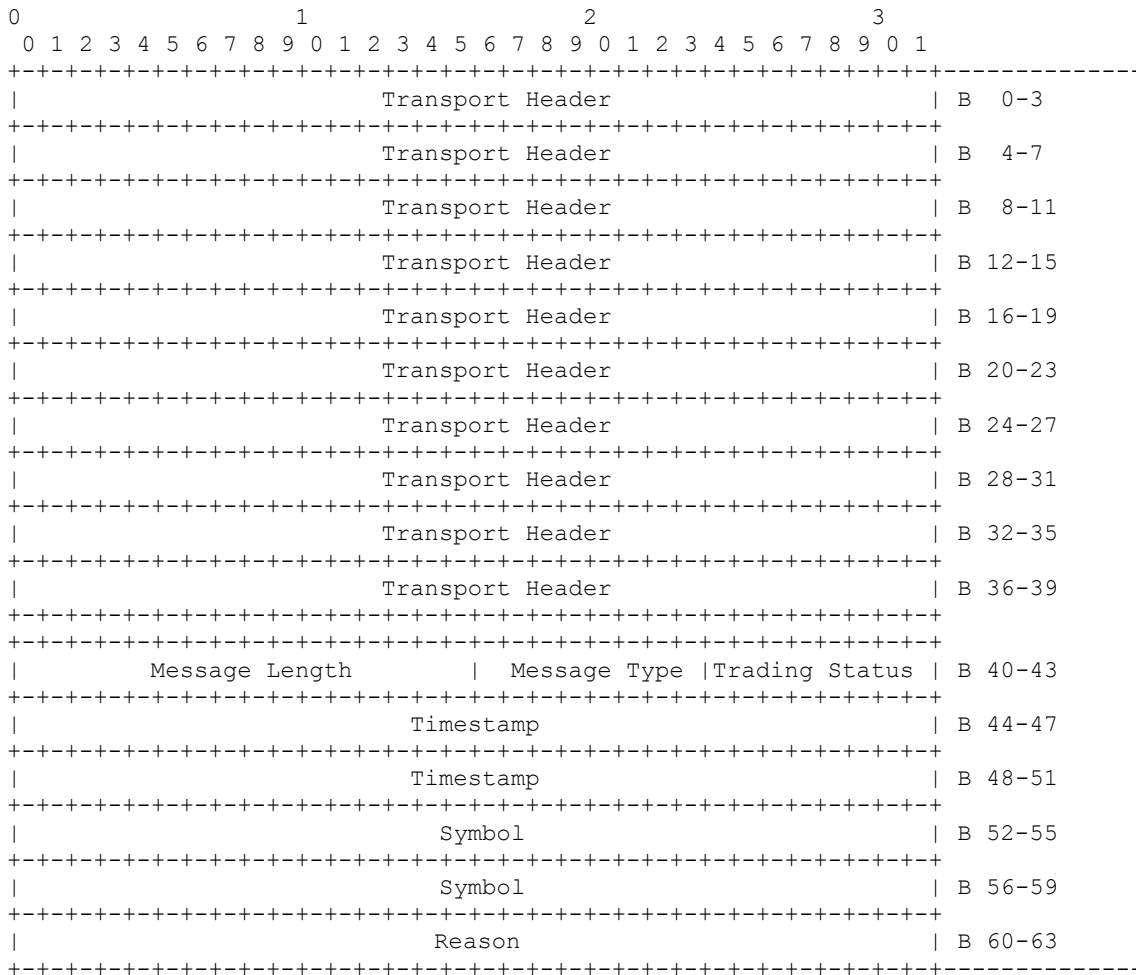 0                   1                   2                   3
 0 1 2 3 4 5 6 7 8 9 0 1 2 3 4 5 6 7 8 9 0 1 2 3 4 5 6 7 8 9 0 1
+-+-+-+-+-+-+-+-+-+-+-+-+-+-+-+-+-+-+-+-+-+-+-+-+-+-+-+-+-+-+-+-+--------------
|                         Transport Header                      | B  0-3
+-+-+-+-+-+-+-+-+-+-+-+-+-+-+-+-+-+-+-+-+-+-+-+-+-+-+-+-+-+-+-+-+
|                         Transport Header                      | B  4-7
+-+-+-+-+-+-+-+-+-+-+-+-+-+-+-+-+-+-+-+-+-+-+-+-+-+-+-+-+-+-+-+-+
|                         Transport Header                      | B  8-11
+-+-+-+-+-+-+-+-+-+-+-+-+-+-+-+-+-+-+-+-+-+-+-+-+-+-+-+-+-+-+-+-+
|                         Transport Header                      | B 12-15
+-+-+-+-+-+-+-+-+-+-+-+-+-+-+-+-+-+-+-+-+-+-+-+-+-+-+-+-+-+-+-+-+
|                         Transport Header                      | B 16-19
+-+-+-+-+-+-+-+-+-+-+-+-+-+-+-+-+-+-+-+-+-+-+-+-+-+-+-+-+-+-+-+-+
|                         Transport Header                      | B 20-23
+-+-+-+-+-+-+-+-+-+-+-+-+-+-+-+-+-+-+-+-+-+-+-+-+-+-+-+-+-+-+-+-+
|                         Transport Header                      | B 24-27
+-+-+-+-+-+-+-+-+-+-+-+-+-+-+-+-+-+-+-+-+-+-+-+-+-+-+-+-+-+-+-+-+
|                         Transport Header                      | B 28-31
+-+-+-+-+-+-+-+-+-+-+-+-+-+-+-+-+-+-+-+-+-+-+-+-+-+-+-+-+-+-+-+-+
|                         Transport Header                      | B 32-35
+-+-+-+-+-+-+-+-+-+-+-+-+-+-+-+-+-+-+-+-+-+-+-+-+-+-+-+-+-+-+-+-+
|                         Transport Header                      | B 36-39
+-+-+-+-+-+-+-+-+-+-+-+-+-+-+-+-+-+-+-+-+-+-+-+-+-+-+-+-+-+-+-+-+
+-+-+-+-+-+-+-+-+-+-+-+-+-+-+-+-+-+-+-+-+-+-+-+-+-+-+-+-+-+-+-+-+
|         Message Length        |  Message Type |Trading Status | B 40-43
+-+-+-+-+-+-+-+-+-+-+-+-+-+-+-+-+-+-+-+-+-+-+-+-+-+-+-+-+-+-+-+-+
|                           Timestamp                           | B 44-47
+-+-+-+-+-+-+-+-+-+-+-+-+-+-+-+-+-+-+-+-+-+-+-+-+-+-+-+-+-+-+-+-+
|                           Timestamp                           | B 48-51
+-+-+-+-+-+-+-+-+-+-+-+-+-+-+-+-+-+-+-+-+-+-+-+-+-+-+-+-+-+-+-+-+
|                             Symbol                            | B 52-55
+-+-+-+-+-+-+-+-+-+-+-+-+-+-+-+-+-+-+-+-+-+-+-+-+-+-+-+-+-+-+-+-+
|                             Symbol                            | B 56-59
+-+-+-+-+-+-+-+-+-+-+-+-+-+-+-+-+-+-+-+-+-+-+-+-+-+-+-+-+-+-+-+-+
|                             Reason                            | B 60-63
+-+-+-+-+-+-+-+-+-+-+-+-+-+-+-+-+-+-+-+-+-+-+-+-+-+-+-+-+-+-+-+-+--------------